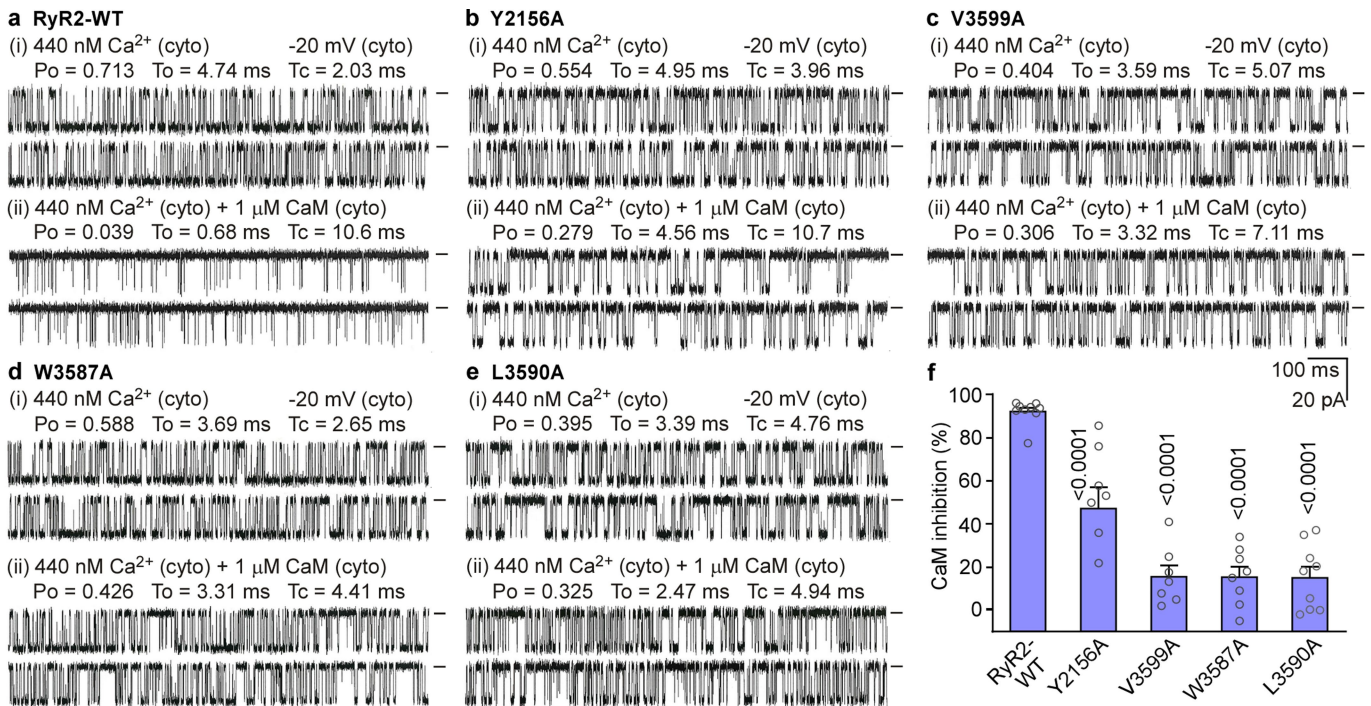 a RyR2-WT
(i) 440 nM Ca²⁺ (cyto) -20 mV (cyto)
Po = 0.713 To = 4.74 ms Tc = 2.03 ms
(ii) 440 nM Ca²⁺ (cyto) + 1 μM CaM (cyto)
Po = 0.039 To = 0.68 ms Tc = 10.6 ms
b Y2156A
(i) 440 nM Ca²⁺ (cyto) -20 mV (cyto)
Po = 0.554 To = 4.95 ms Tc = 3.96 ms
(ii) 440 nM Ca²⁺ (cyto) + 1 μM CaM (cyto)
Po = 0.279 To = 4.56 ms Tc = 10.7 ms
c V3599A
(i) 440 nM Ca²⁺ (cyto) -20 mV (cyto)
Po = 0.404 To = 3.59 ms Tc = 5.07 ms
(ii) 440 nM Ca²⁺ (cyto) + 1 μM CaM (cyto)
Po = 0.306 To = 3.32 ms Tc = 7.11 ms
d W3587A
(i) 440 nM Ca²⁺ (cyto) -20 mV (cyto)
Po = 0.588 To = 3.69 ms Tc = 2.65 ms
(ii) 440 nM Ca²⁺ (cyto) + 1 μM CaM (cyto)
Po = 0.426 To = 3.31 ms Tc = 4.41 ms
e L3590A
(i) 440 nM Ca²⁺ (cyto) -20 mV (cyto)
Po = 0.395 To = 3.39 ms Tc = 4.76 ms
(ii) 440 nM Ca²⁺ (cyto) + 1 μM CaM (cyto)
Po = 0.325 To = 2.47 ms Tc = 4.94 ms
f
100 ms
20 pA
CaM inhibition (%)
100
80
60
40
20
0
<0.0001
<0.0001
<0.0001
<0.0001
RyR2-
WT
Y2156A
V3599A
W3587A
L3590A